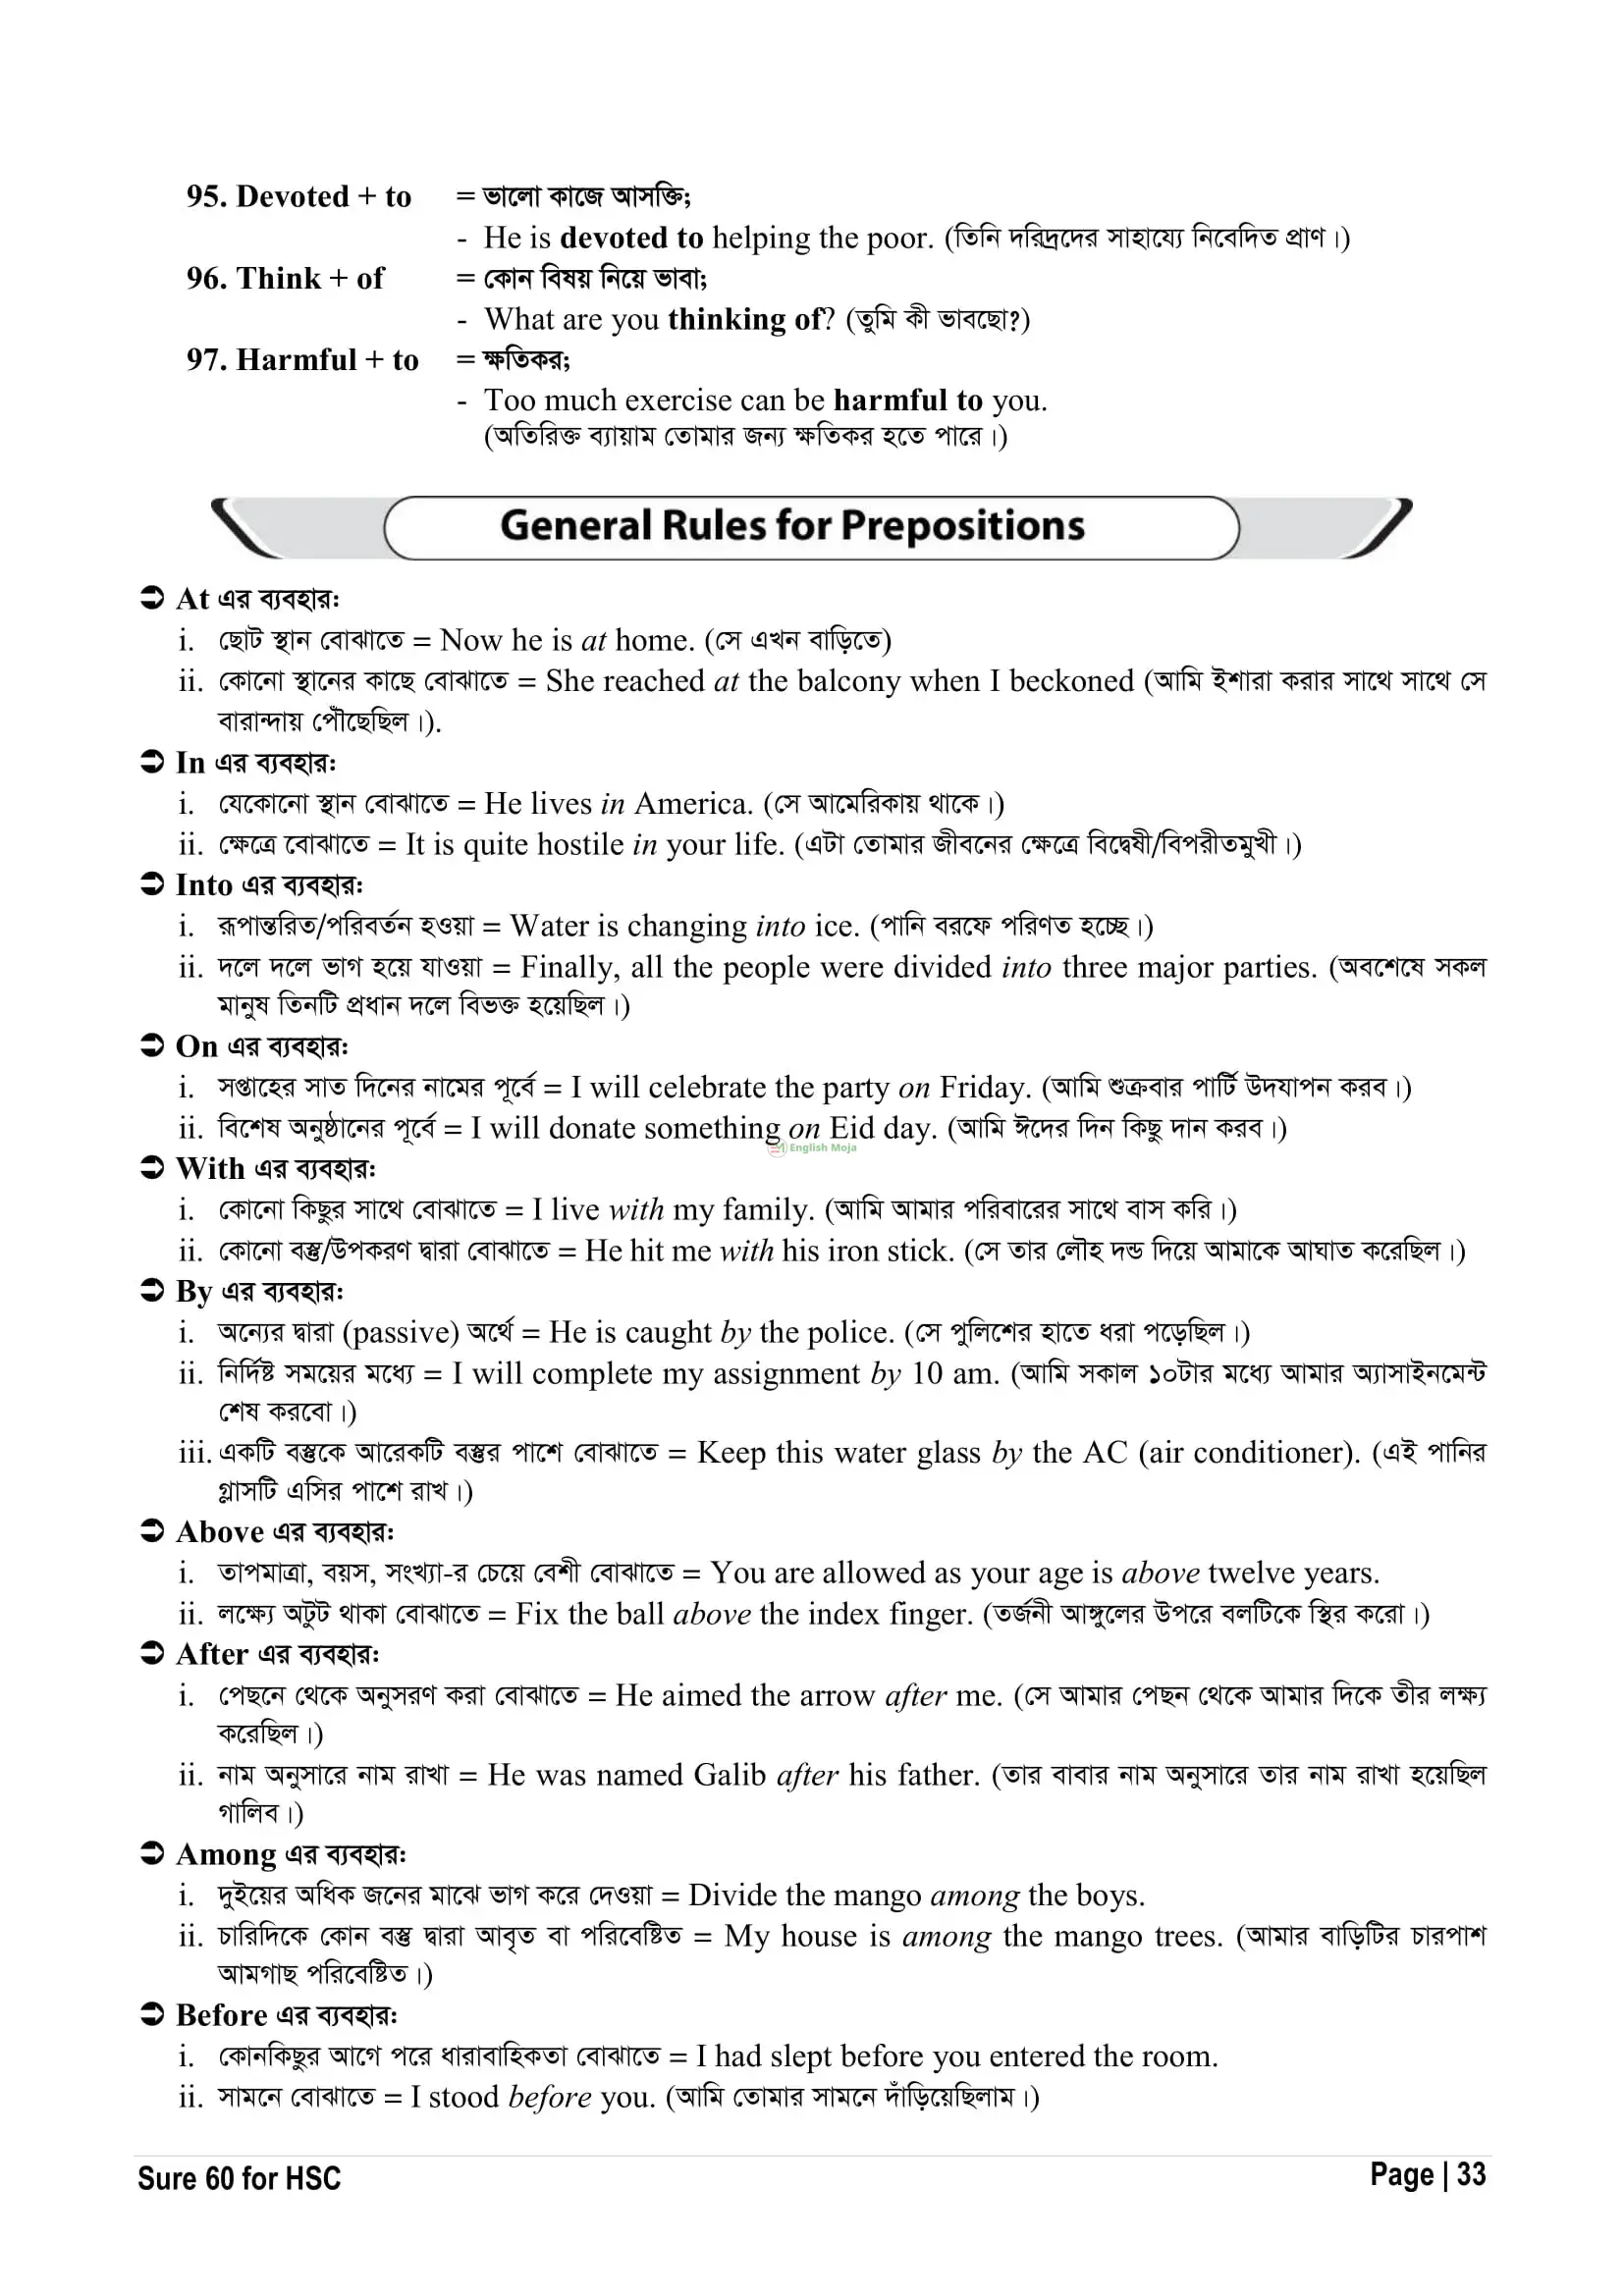 95. Devoted + to = ভালো কাজে আসক্তি;
- He is devoted to helping the poor. (তিনি দরিদ্রদের সাহায্যে নিবেদিত প্রাণ।)
96. Think + of = কোন বিষয় নিয়ে ভাবা;
- What are you thinking of? (তুমি কী ভাবছো?)
97. Harmful + to = ক্ষতিকর;
- Too much exercise can be harmful to you.
(অতিরিক্ত ব্যায়াম তোমার জন্য ক্ষতিকর হতে পারে।)
General Rules for Prepositions
➲ At এর ব্যবহার:
i. ছোট স্থান বোঝাতে = Now he is at home. (সে এখন বাড়িতে)
ii. কোনো স্থানের কাছে বোঝাতে = She reached at the balcony when I beckoned (আমি ইশারা করার সাথে সাথে সে
বারান্দায় পৌঁছেছিল।).
➲ In এর ব্যবহার:
i. যেকোনো স্থান বোঝাতে = He lives in America. (সে আমেরিকায় থাকে।)
ii. ক্ষেত্রে বোঝাতে = It is quite hostile in your life. (এটা তোমার জীবনের ক্ষেত্রে বিদ্বেষী/বিপরীতমুখী।)
➲ Into এর ব্যবহার:
i. রূপান্তরিত/পরিবর্তন হওয়া = Water is changing into ice. (পানি বরফে পরিণত হচ্ছে।)
ii. দলে দলে ভাগ হয়ে যাওয়া = Finally, all the people were divided into three major parties. (অবশেষে সকল
মানুষ তিনটি প্রধান দলে বিভক্ত হয়েছিল।)
➲ On এর ব্যবহার:
i. সপ্তাহের সাত দিনের নামের পূর্বে = I will celebrate the party on Friday. (আমি শুক্রবার পার্টি উদযাপন করব।)
ii. বিশেষ অনুষ্ঠানের পূর্বে = I will donate something on Eid day. (আমি ঈদের দিন কিছু দান করব।)
English Moja
➲ With এর ব্যবহার:
i. কোনো কিছুর সাথে বোঝাতে = I live with my family. (আমি আমার পরিবারের সাথে বাস করি।)
ii. কোনো বস্তু/উপকরণ দ্বারা বোঝাতে = He hit me with his iron stick. (সে তার লৌহ দন্ড দিয়ে আমাকে আঘাত করেছিল।)
➲ By এর ব্যবহার:
i. অন্যের দ্বারা (passive) অর্থে = He is caught by the police. (সে পুলিশের হাতে ধরা পড়েছিল।)
ii. নির্দিষ্ট সময়ের মধ্যে = I will complete my assignment by 10 am. (আমি সকাল ১০টার মধ্যে আমার অ্যাসাইনমেন্ট
শেষ করবো।)
iii. একটি বস্তুকে আরেকটি বস্তুর পাশে বোঝাতে = Keep this water glass by the AC (air conditioner). (এই পানির
গ্লাসটি এসির পাশে রাখ।)
➲ Above এর ব্যবহার:
i. তাপমাত্রা, বয়স, সংখ্যা-র চেয়ে বেশী বোঝাতে = You are allowed as your age is above twelve years.
ii. লক্ষ্যে অটুট থাকা বোঝাতে = Fix the ball above the index finger. (তর্জনী আঙ্গুলের উপরে বলটিকে স্থির করো।)
➲ After এর ব্যবহার:
i. পেছনে থেকে অনুসরণ করা বোঝাতে = He aimed the arrow after me. (সে আমার পেছন থেকে আমার দিকে তীর লক্ষ্য
করেছিল।)
ii. নাম অনুসারে নাম রাখা = He was named Galib after his father. (তার বাবার নাম অনুসারে তার নাম রাখা হয়েছিল
গালিব।)
➲ Among এর ব্যবহার:
i. দুইয়ের অধিক জনের মাঝে ভাগ করে দেওয়া = Divide the mango among the boys.
ii. চারিদিকে কোন বস্তু দ্বারা আবৃত বা পরিবেষ্টিত = My house is among the mango trees. (আমার বাড়িটির চারপাশ
আমগাছ পরিবেষ্টিত।)
➲ Before এর ব্যবহার:
i. কোনকিছুর আগে পরে ধারাবাহিকতা বোঝাতে = I had slept before you entered the room.
ii. সামনে বোঝাতে = I stood before you. (আমি তোমার সামনে দাঁড়িয়েছিলাম।)
Sure 60 for HSC Page | 33